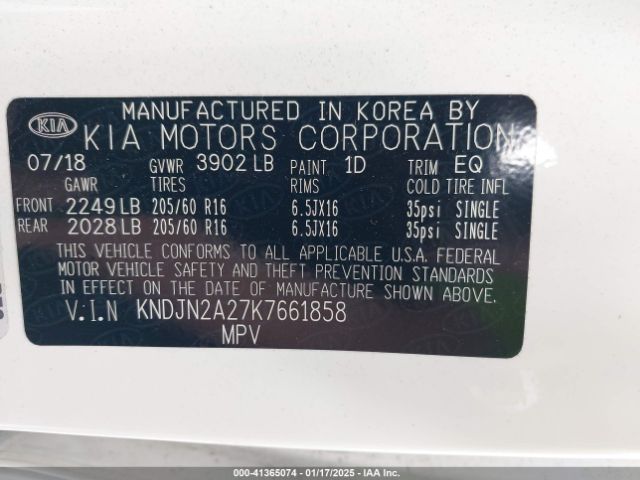 MANUFACTURED IN KOREA BY
KIA KIA MOTORS CORPORATION
07/18 GVWR 3902 LB PAINT 1D TRIM EQ
GAWR TIRES RIMS COLD TIRE INFL
FRONT 2249 LB 205/60 R16 6.5JX16 35psi SINGLE
REAR 2028 LB 205/60 R16 6.5JX16 35psi SINGLE
THIS VEHICLE CONFORMS TO ALL APPLICABLE U.S.A. FEDERAL
MOTOR VEHICLE SAFETY AND THEFT PREVENTION STANDARDS
IN EFFECT ON THE DATE OF MANUFACTURE SHOWN ABOVE.
V.I.N KNDJN2A27K7661858
MPV
000-41365074 - 01/17/2025 - IAA Inc.